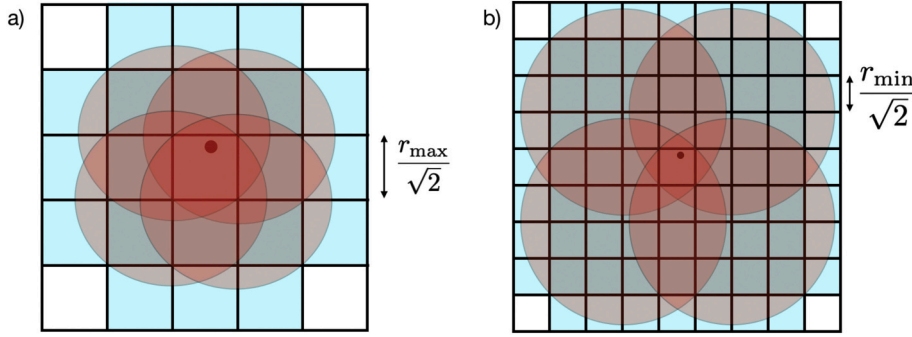 a)
r_max
√2
b)
r_min
√2